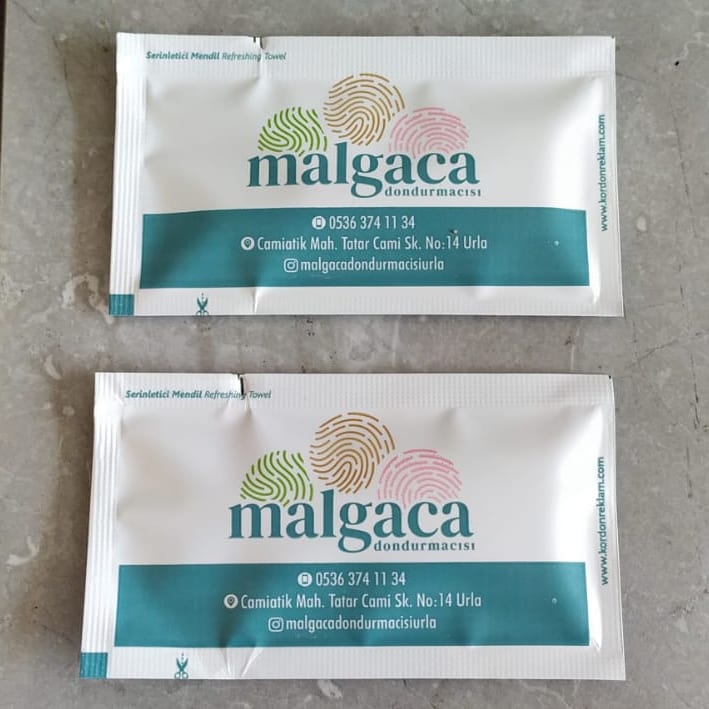 Serinletici Mendil Refreshing Towel
malgaca
dondurmacısı
0536 374 11 34
Camiatik Mah. Tatar Cami Sk. No:14 Urla
malgacadondurmacisiurla
www.kordonreklam.com
Serinletici Mendil Refreshing Towel
malgaca
dondurmacısı
0536 374 11 34
Camiatik Mah. Tatar Cami Sk. No:14 Urla
malgacadondurmacisiurla
www.kordonreklam.com